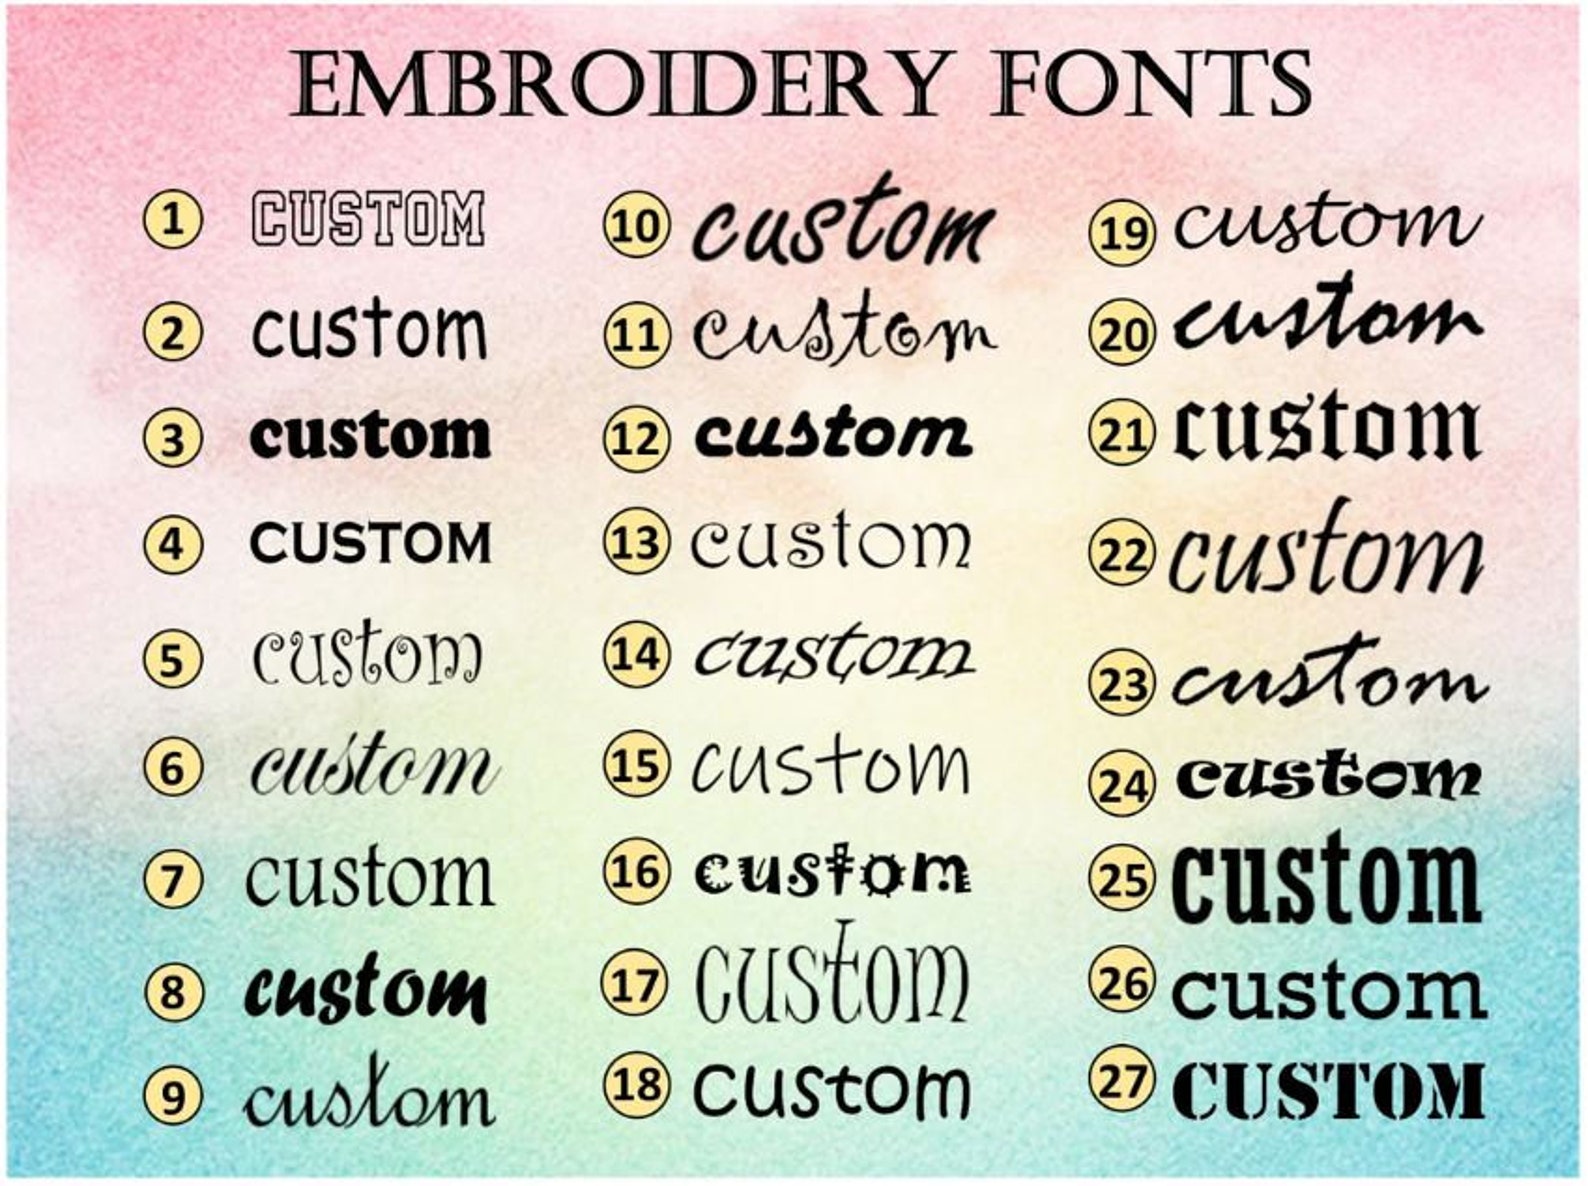 EMBROIDERY FONTS
1 CUSTOM
2 custom
3 custom
4 CUSTOM
5 custom
6 custom
7 custom
8 custom
9 custom
10 custom
11 custom
12 custom
13 custom
14 custom
15 custom
16 custom
17 custom
18 custom
19 custom
20 custom
21 custom
22 custom
23 custom
24 custom
25 custom
26 custom
27 CUSTOM